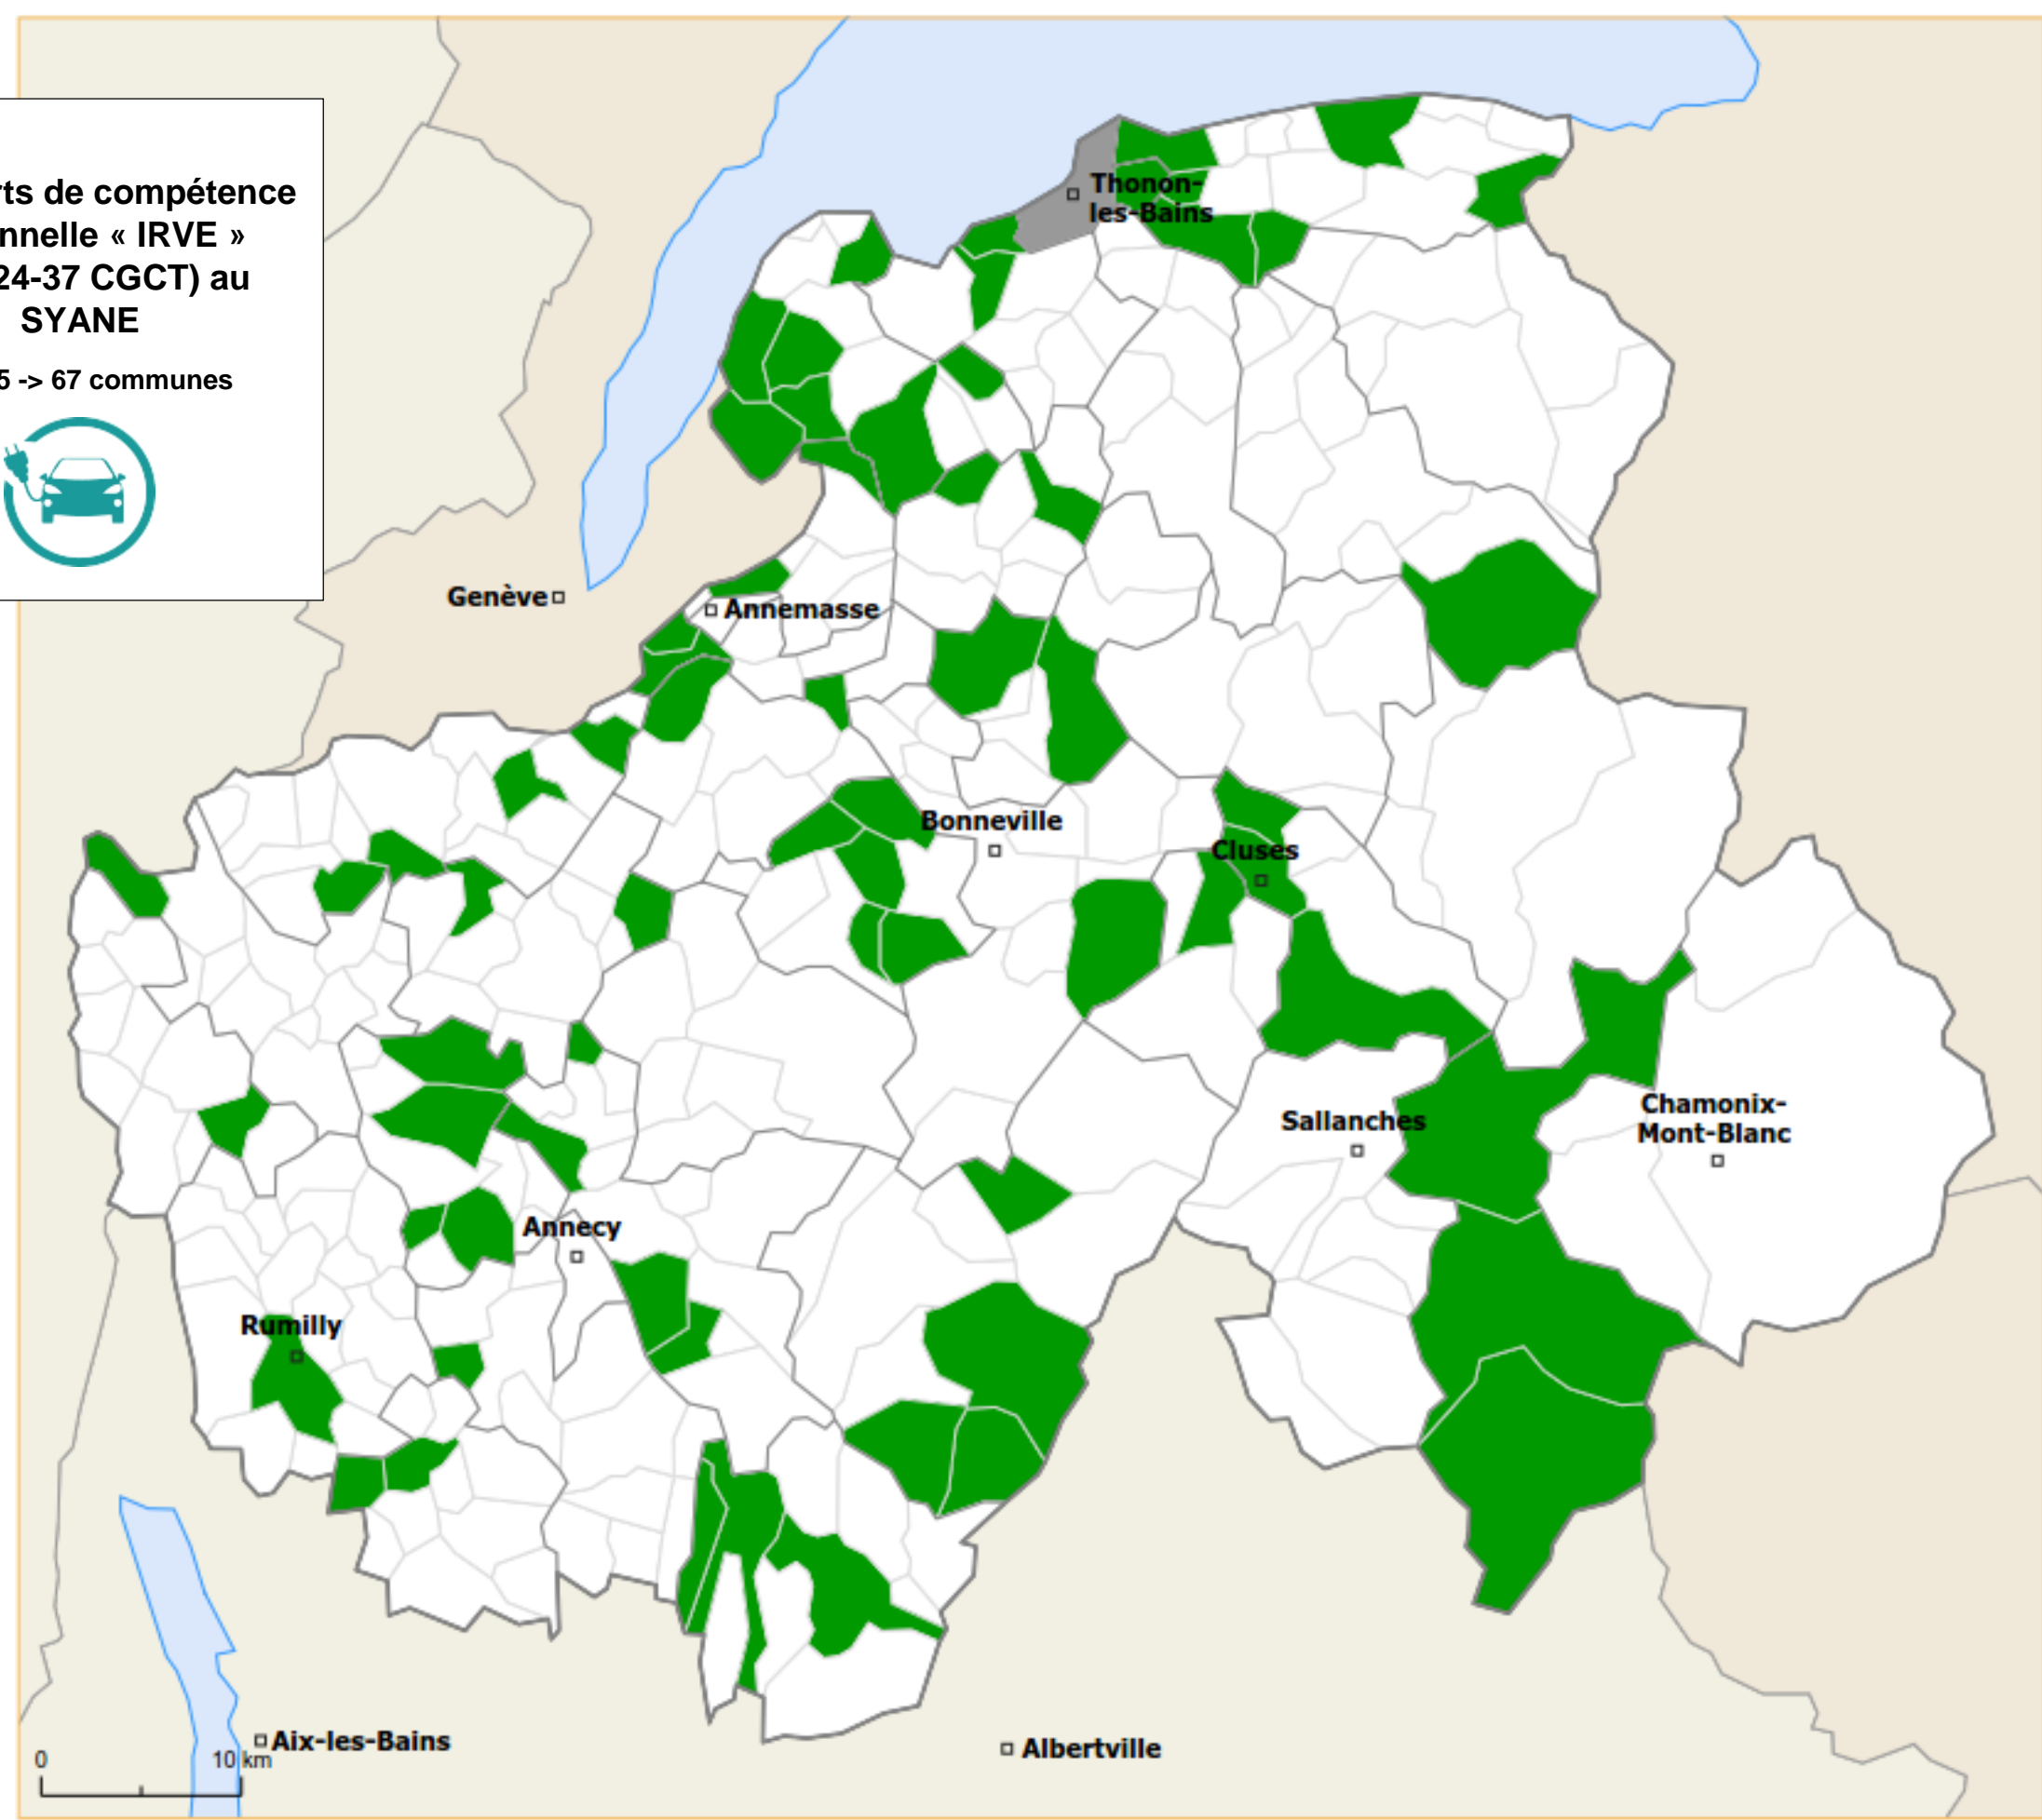 rts de compétence
nnelle « IRVE »
24-37 CGCT) au
SYANE
5 -> 67 communes
Thonon-
les-Bains
Genève
Annemasse
Bonneville
Cluses
Sallanches
Chamonix-
Mont-Blanc
Annecy
Rumilly
Aix-les-Bains
Albertville
0 10 km